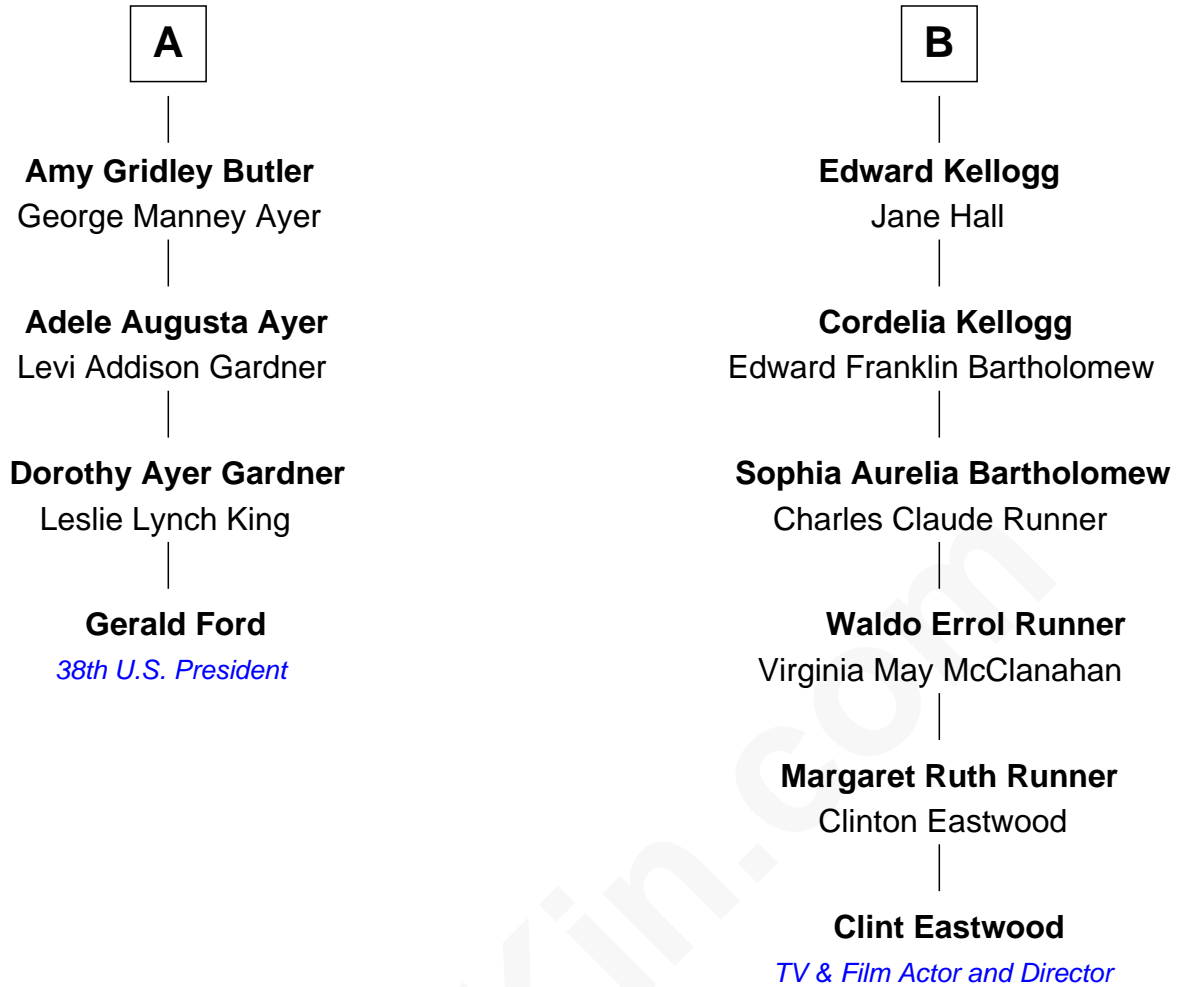 A
Amy Gridley Butler
George Manney Ayer
Adele Augusta Ayer
Levi Addison Gardner
Dorothy Ayer Gardner
Leslie Lynch King
Gerald Ford
38th U.S. President
B
Edward Kellogg
Jane Hall
Cordelia Kellogg
Edward Franklin Bartholomew
Sophia Aurelia Bartholomew
Charles Claude Runner
Waldo Errol Runner
Virginia May McClanahan
Margaret Ruth Runner
Clinton Eastwood
Clint Eastwood
TV & Film Actor and Director
Kin.com